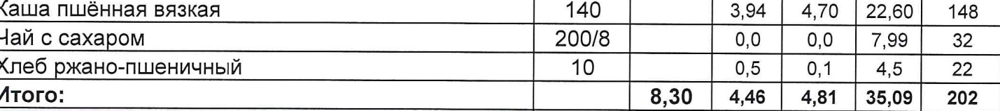 Каша пшённая вязкая 140 3,94 4,70 22,60 148
Чай с сахаром 200/8 0,0 0,0 7,99 32
Хлеб ржано-пшеничный 10 0,5 0,1 4,5 22
Итого: 8,30 4,46 4,81 35,09 202